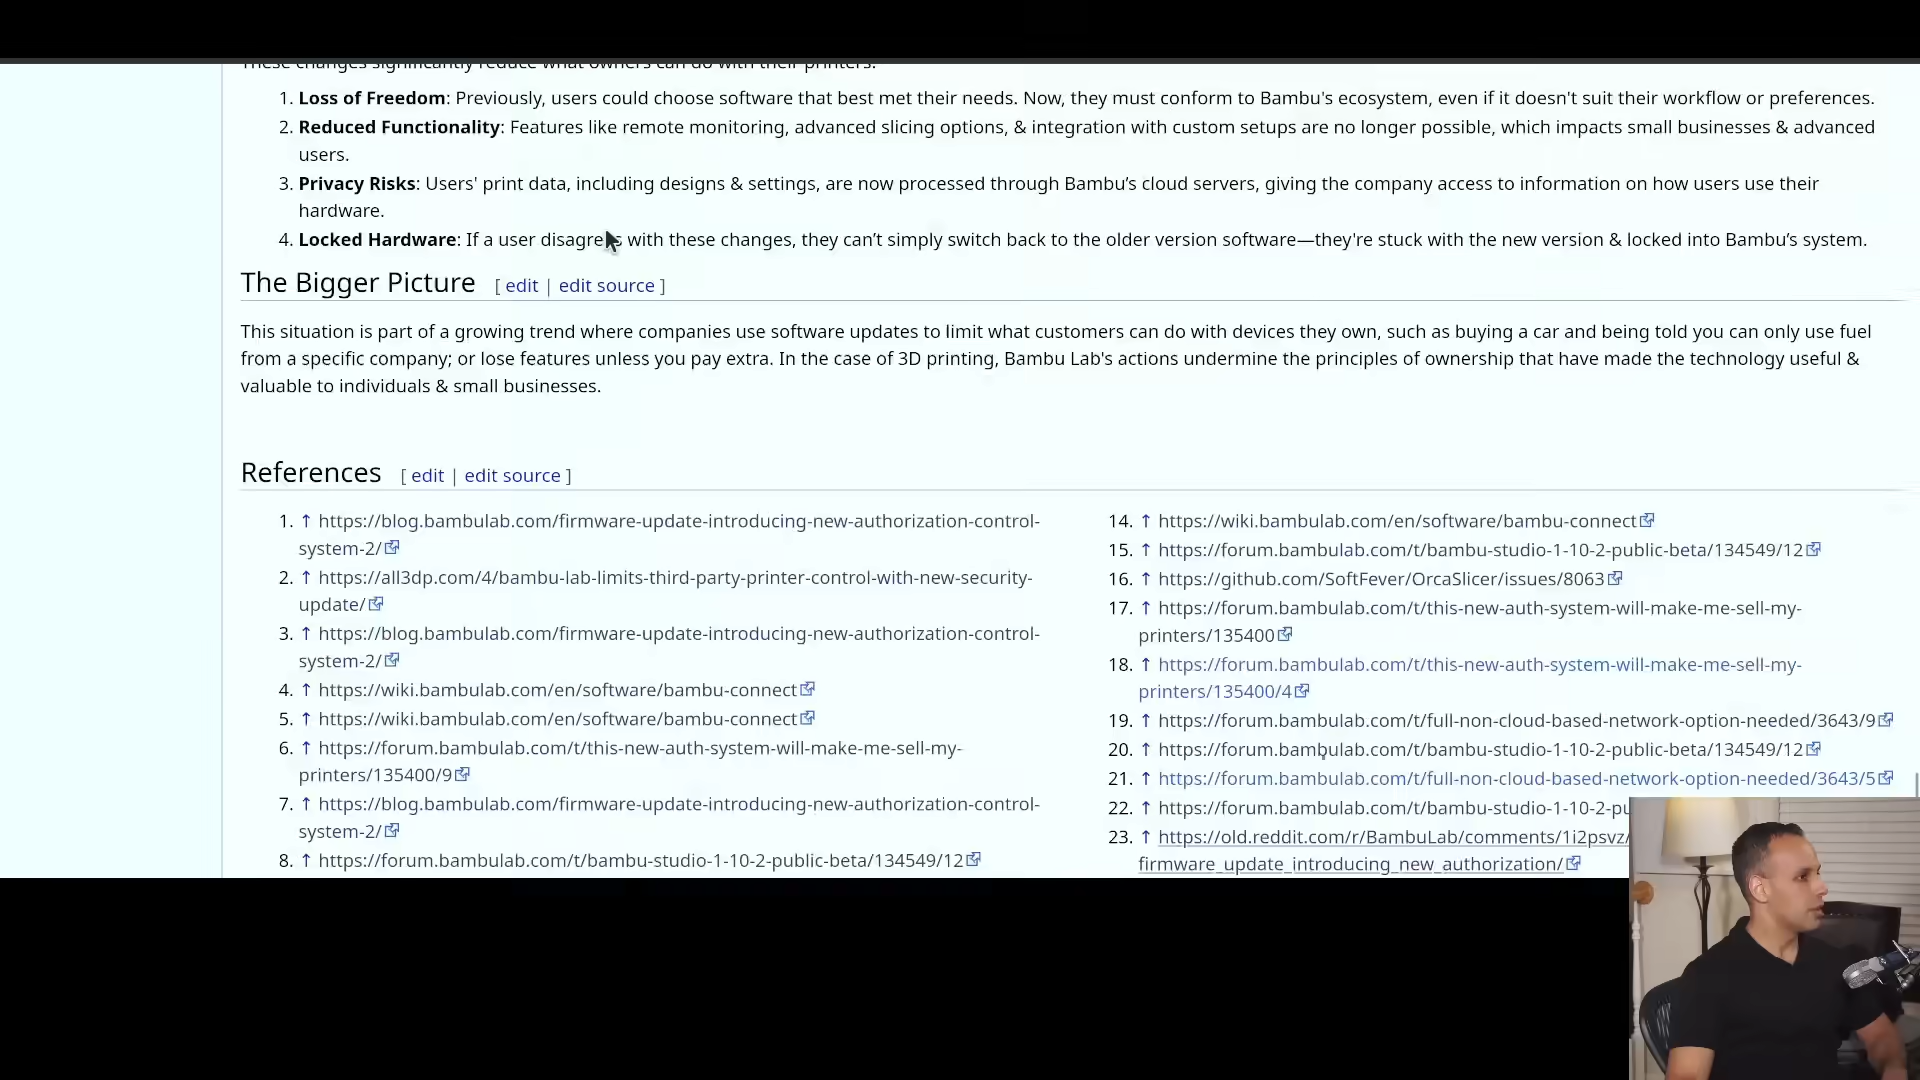 These changes significantly reduce what owners can do with their printers.
1. Loss of Freedom: Previously, users could choose software that best met their needs. Now, they must conform to Bambu's ecosystem, even if it doesn't suit their workflow or preferences.
2. Reduced Functionality: Features like remote monitoring, advanced slicing options, & integration with custom setups are no longer possible, which impacts small businesses & advanced
users.
3. Privacy Risks: Users' print data, including designs & settings, are now processed through Bambu’s cloud servers, giving the company access to information on how users use their
hardware.
4. Locked Hardware: If a user disagrees with these changes, they can’t simply switch back to the older version software—they're stuck with the new version & locked into Bambu’s system.
The Bigger Picture [ edit | edit source ]
This situation is part of a growing trend where companies use software updates to limit what customers can do with devices they own, such as buying a car and being told you can only use fuel
from a specific company; or lose features unless you pay extra. In the case of 3D printing, Bambu Lab's actions undermine the principles of ownership that have made the technology useful &
valuable to individuals & small businesses.
References [ edit | edit source ]
1. ↑ https://blog.bambulab.com/firmware-update-introducing-new-authorization-control-
system-2/
2. ↑ https://all3dp.com/4/bambu-lab-limits-third-party-printer-control-with-new-security-
update/
3. ↑ https://blog.bambulab.com/firmware-update-introducing-new-authorization-control-
system-2/
4. ↑ https://wiki.bambulab.com/en/software/bambu-connect
5. ↑ https://wiki.bambulab.com/en/software/bambu-connect
6. ↑ https://forum.bambulab.com/t/this-new-auth-system-will-make-me-sell-my-
printers/135400/9
7. ↑ https://blog.bambulab.com/firmware-update-introducing-new-authorization-control-
system-2/
8. ↑ https://forum.bambulab.com/t/bambu-studio-1-10-2-public-beta/134549/12
14. ↑ https://wiki.bambulab.com/en/software/bambu-connect
15. ↑ https://forum.bambulab.com/t/bambu-studio-1-10-2-public-beta/134549/12
16. ↑ https://github.com/SoftFever/OrcaSlicer/issues/8063
17. ↑ https://forum.bambulab.com/t/this-new-auth-system-will-make-me-sell-my-
printers/135400
18. ↑ https://forum.bambulab.com/t/this-new-auth-system-will-make-me-sell-my-
printers/135400/4
19. ↑ https://forum.bambulab.com/t/full-non-cloud-based-network-option-needed/3643/9
20. ↑ https://forum.bambulab.com/t/bambu-studio-1-10-2-public-beta/134549/12
21. ↑ https://forum.bambulab.com/t/full-non-cloud-based-network-option-needed/3643/5
22. ↑ https://forum.bambulab.com/t/bambu-studio-1-10-2-pu
23. ↑ https://old.reddit.com/r/BambuLab/comments/1i2psvz/
firmware_update_introducing_new_authorization/